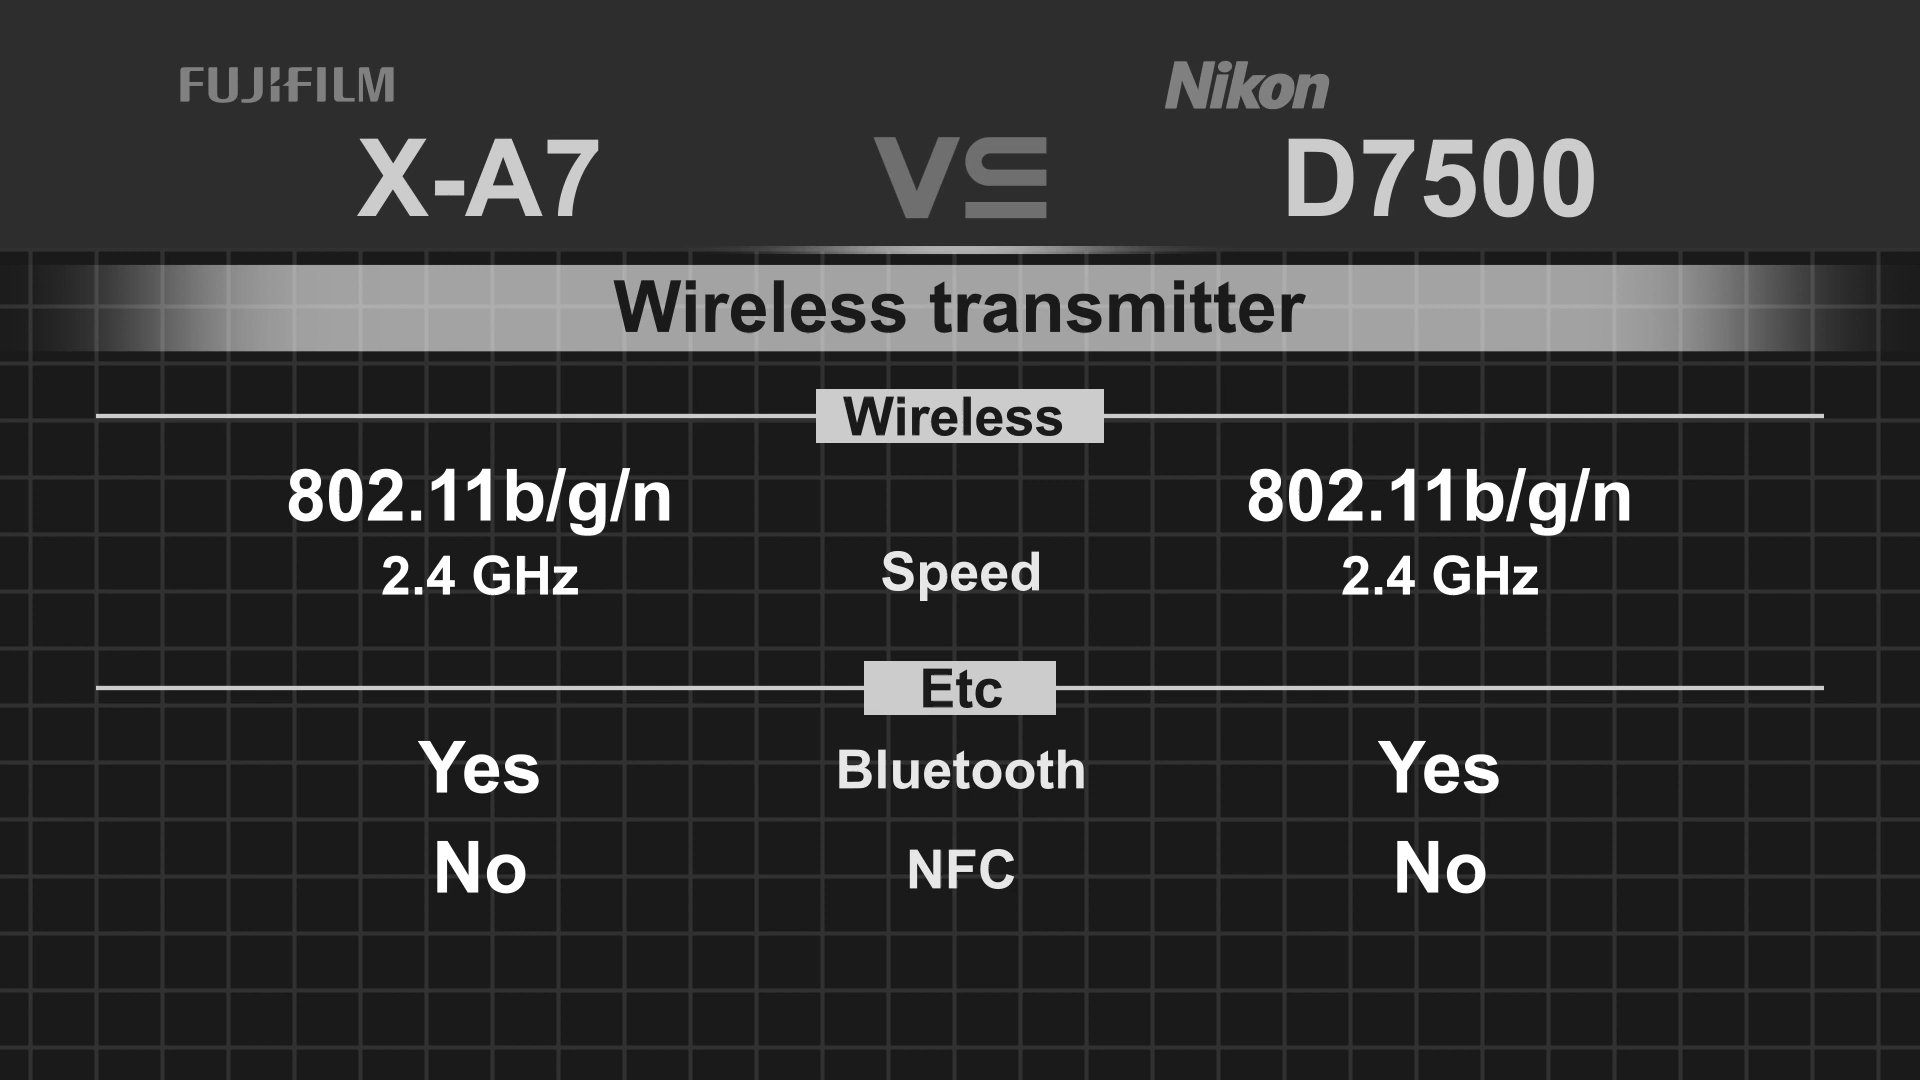 FUJIFILM
Nikon
X-A7 VS D7500
Wireless transmitter
Wireless
802.11b/g/n 802.11b/g/n
2.4 GHz Speed 2.4 GHz
Etc
Yes Bluetooth Yes
No NFC No